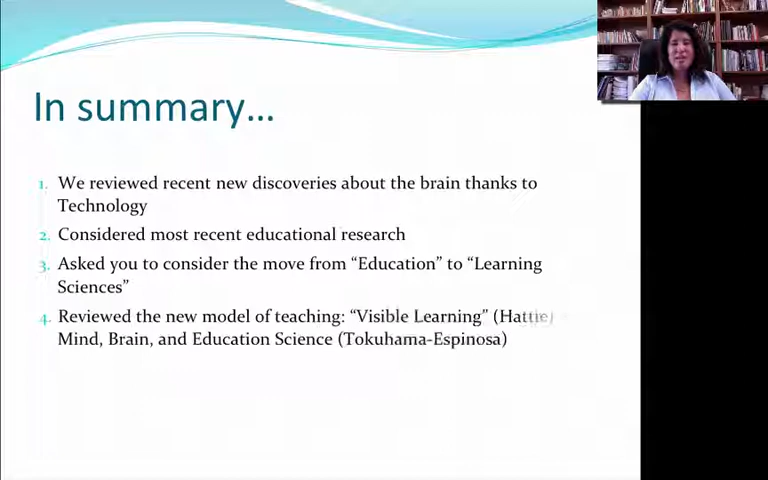 In summary...
1. We reviewed recent new discoveries about the brain thanks to
Technology
2. Considered most recent educational research
3. Asked you to consider the move from “Education” to “Learning
Sciences”
4. Reviewed the new model of teaching: “Visible Learning” (Hattie)
Mind, Brain, and Education Science (Tokuhama-Espinosa)